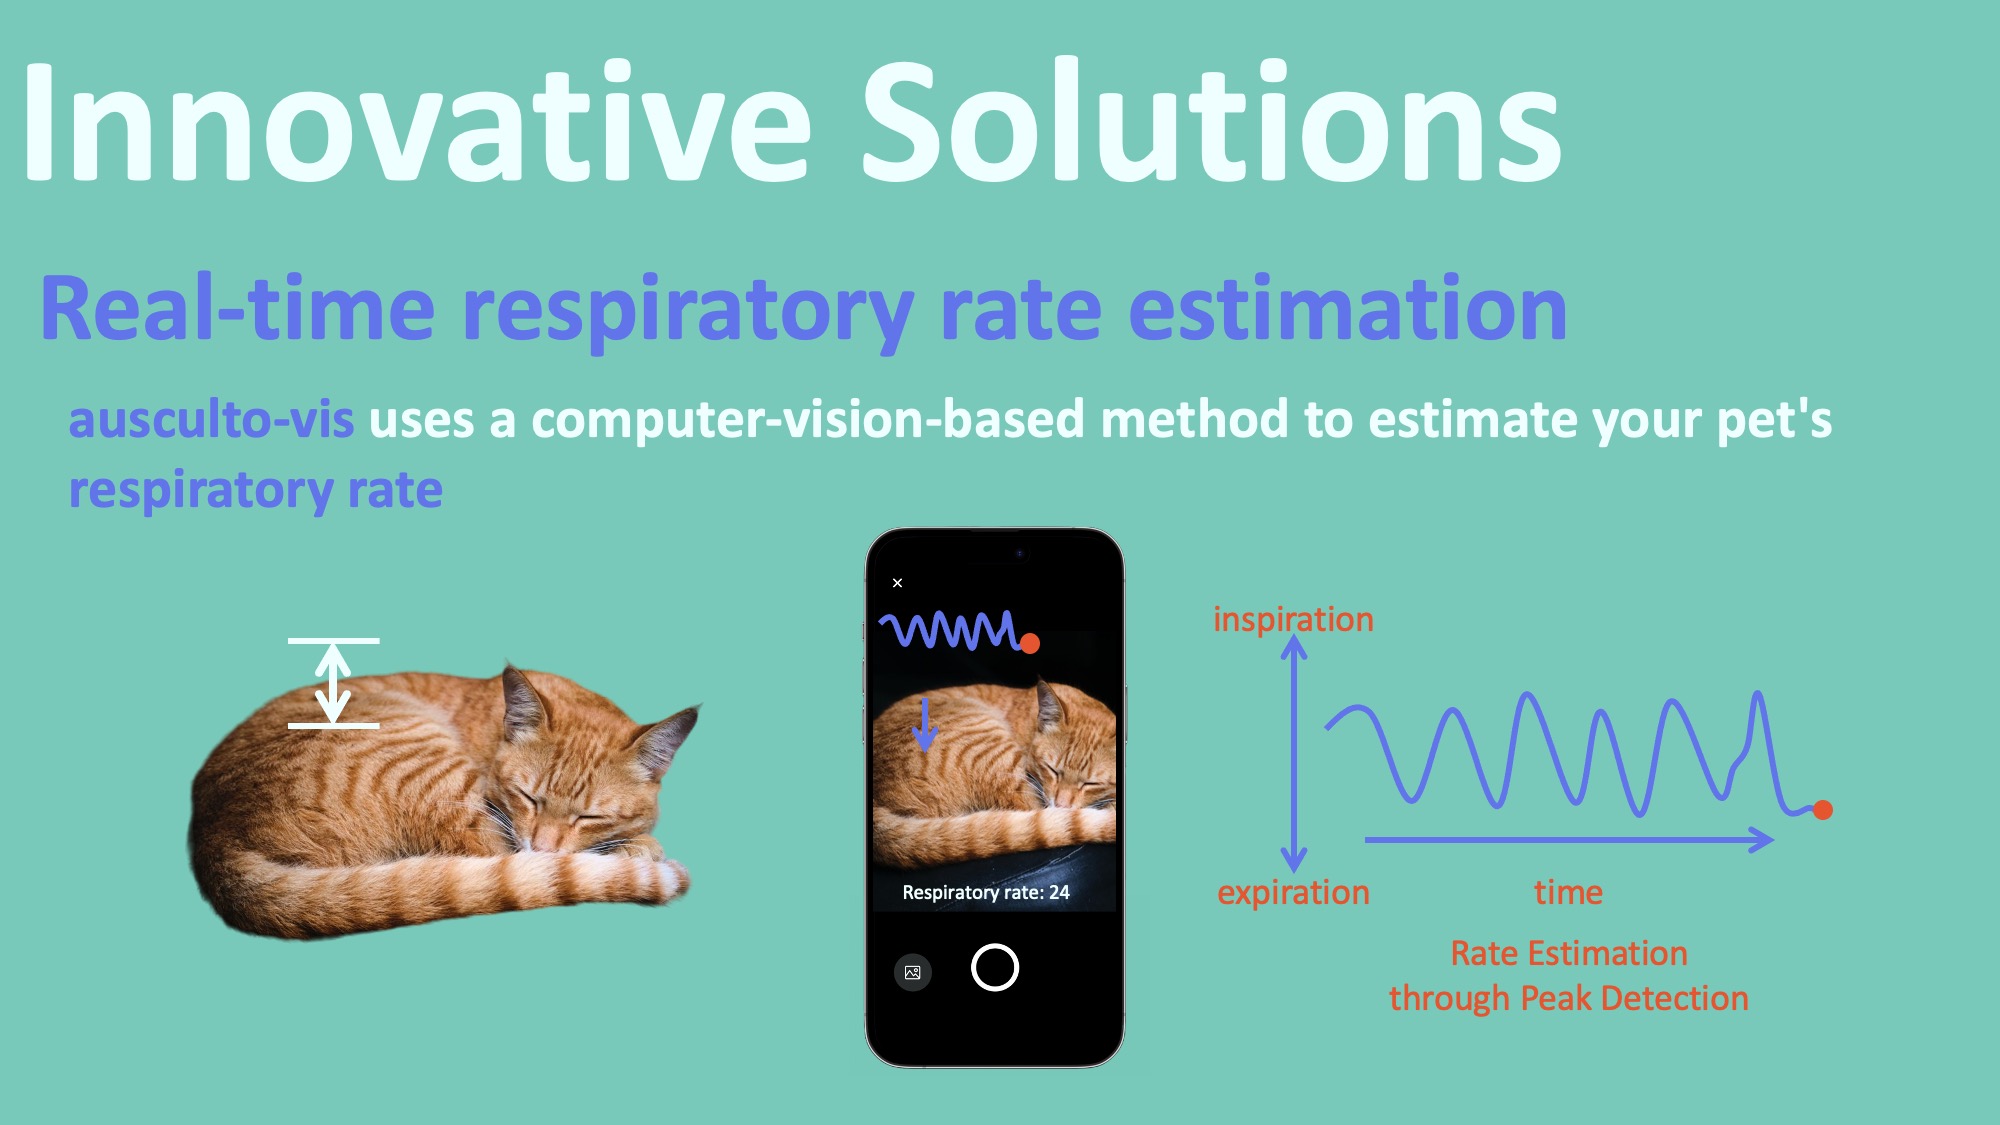 Innovative Solutions
Real-time respiratory rate estimation
ausculto-vis uses a computer-vision-based method to estimate your pet's
respiratory rate
×
Respiratory rate: 24
inspiration
expiration
time
Rate Estimation
through Peak Detection